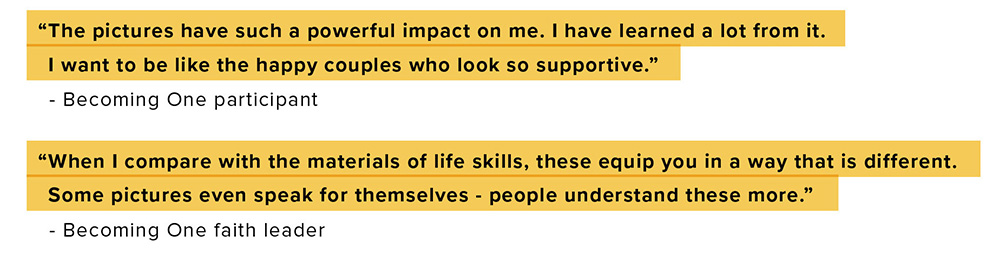 “The pictures have such a powerful impact on me. I have learned a lot from it.
I want to be like the happy couples who look so supportive.”
- Becoming One participant
“When I compare with the materials of life skills, these equip you in a way that is different.
Some pictures even speak for themselves - people understand these more.”
- Becoming One faith leader